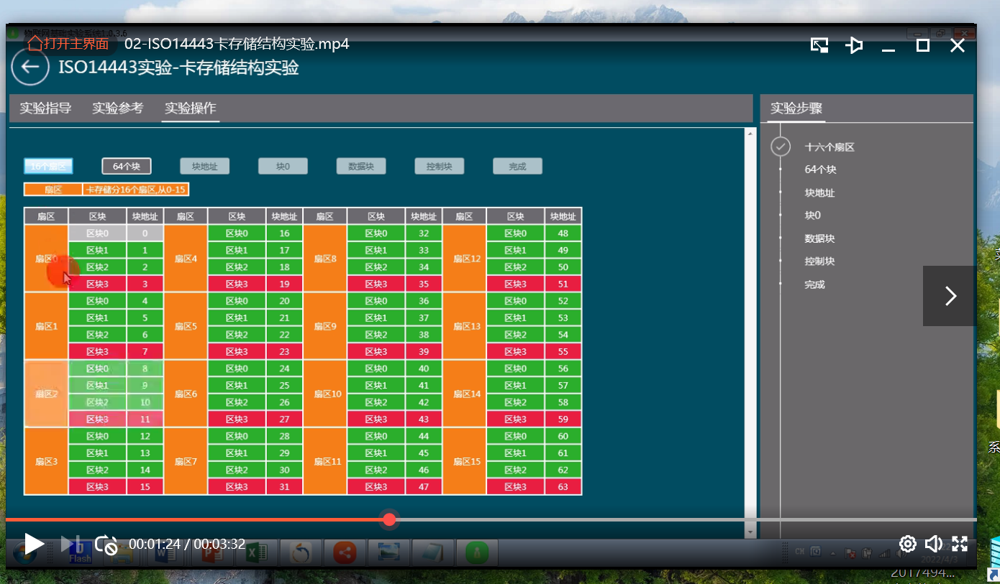 物联网基础实验系统1.0.3.6
打开主界面 02-ISO14443卡存储结构实验.mp4
ISO14443实验-卡存储结构实验
实验指导 实验参考 实验操作
实验步骤
16个扇区 64个块 块地址 块0 数据块 控制块 完成
扇区 卡存储分16个扇区,从0-15
扇区 区块 块地址 扇区 区块 块地址 扇区 区块 块地址 扇区 区块 块地址
扇区0 区块0 0 扇区4 区块0 16 扇区8 区块0 32 扇区12 区块0 48
区块1 1 区块1 17 区块1 33 区块1 49
区块2 2 区块2 18 区块2 34 区块2 50
区块3 3 区块3 19 区块3 35 区块3 51
扇区1 区块0 4 扇区5 区块0 20 扇区9 区块0 36 扇区13 区块0 52
区块1 5 区块1 21 区块1 37 区块1 53
区块2 6 区块2 22 区块2 38 区块2 54
区块3 7 区块3 23 区块3 39 区块3 55
扇区2 区块0 8 扇区6 区块0 24 扇区10 区块0 40 扇区14 区块0 56
区块1 9 区块1 25 区块1 41 区块1 57
区块2 10 区块2 26 区块2 42 区块2 58
区块3 11 区块3 27 区块3 43 区块3 59
扇区3 区块0 12 扇区7 区块0 28 扇区11 区块0 44 扇区15 区块0 60
区块1 13 区块1 29 区块1 45 区块1 61
区块2 14 区块2 30 区块2 46 区块2 62
区块3 15 区块3 31 区块3 47 区块3 63
十六个扇区
64个块
块地址
块0
数据块
控制块
完成
系
00:01:24 / 00:03:32
Flash
CH
2022/4/3
2017494...